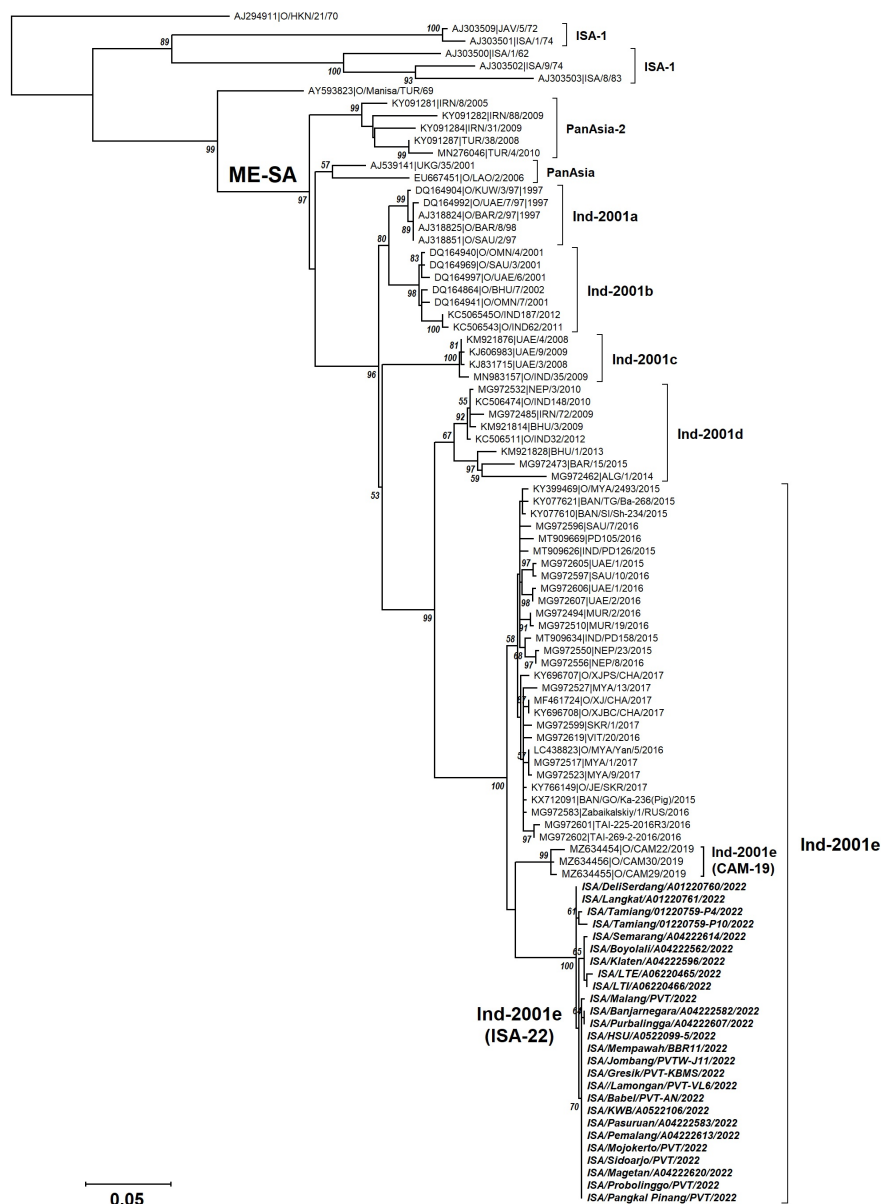 AJ294911|O/HKN/21/70
AJ303509|JAV/5/72
100
AJ303501|ISA/1/74
ISA-1
89
AJ303500|ISA/1/62
AJ303502|ISA/9/74
100
ISA-1
93
AJ303503|ISA/8/83
AY593823|O/Manisa/TUR/69
KY091281|IRN/8/2005
99
KY091282|IRN/88/2009
KY091284|IRN/31/2009
PanAsia-2
KY091287|TUR/38/2008
99
99
MN276046|TUR/4/2010
57
AJ539141|UKG/35/2001
PanAsia
ME-SA
EU667451|O/LAO/2/2006
97
DQ164904|O/KUW/3/97|1997
99
DQ164992|O/UAE/7/97|1997
AJ318824|O/BAR/2/97|1997
Ind-2001a
89
AJ318825|O/BAR/8/98
80
AJ318851|O/SAU/2/97
DQ164940|O/OMN/4/2001
83
DQ164969|O/SAU/3/2001
DQ164997|O/UAE/6/2001
98
DQ164864|O/BHU/7/2002
Ind-2001b
DQ164941|O/OMN/7/2001
KC506545O/IND187/2012
100
KC506543|O/IND62/2011
KM921876|UAE/4/2008
81
KJ606983|UAE/9/2009
100
KJ831715|UAE/3/2008
Ind-2001c
96
MN983157|O/IND/35/2009
MG972532|NEP/3/2010
55
KC506474|O/IND148/2010
92
MG972485|IRN/72/2009
KM921814|BHU/3/2009
67
KC506511|O/IND32/2012
Ind-2001d
KM921828|BHU/1/2013
97
MG972473|BAR/15/2015
59
MG972462|ALG/1/2014
53
KY399469|O/MYA/2493/2015
KY077621|BAN/TG/Ba-268/2015
KY077610|BAN/SI/Sh-234/2015
MG972596|SAU/7/2016
MT909669|PD105/2016
MT909626|IND/PD126/2015
97
MG972605|UAE/1/2015
MG972597|SAU/10/2016
MG972606|UAE/1/2016
98
MG972607|UAE/2/2016
99
MG972494|MUR/2/2016
91
MG972510|MUR/19/2016
58
MT909634|IND/PD158/2015
68
MG972550|NEP/23/2015
97
MG972556|NEP/8/2016
KY696707|O/XJPS/CHA/2017
MG972527|MYA/13/2017
MF461724|O/XJ/CHA/2017
KY696708|O/XJBC/CHA/2017
MG972599|SKR/1/2017
MG972619|VIT/20/2016
LC438823|O/MYA/Yan/5/2016
57
MG972517|MYA/1/2017
MG972523|MYA/9/2017
100
KY766149|O/JE/SKR/2017
KX712091|BAN/GO/Ka-236(Pig)/2015
MG972583|Zabaikalskiy/1/RUS/2016
MG972601|TAI-225-2016R3/2016
97
MG972602|TAI-269-2-2016/2016
Ind-2001e
MZ634454|O/CAM22/2019
99
MZ634456|O/CAM30/2019
Ind-2001e
(CAM-19)
MZ634455|O/CAM29/2019
ISA/DeliSerdang/A01220760/2022
ISA/Langkat/A01220761/2022
61
ISA/Tamiang/01220759-P4/2022
ISA/Tamiang/01220759-P10/2022
ISA/Semarang/A04222614/2022
65
ISA/Boyolali/A04222562/2022
100
ISA/Klaten/A04222596/2022
ISA/LTE/A06220465/2022
ISA/LTI/A06220466/2022
ISA/Malang/PVT/2022
ISA/Banjarnegara/A04222582/2022
ISA/Purbalingga/A04222607/2022
Ind-2001e
(ISA-22)
ISA/HSU/A0522099-5/2022
ISA/Mempawah/BBR11/2022
ISA/Jombang/PVTW-J11/2022
ISA/Gresik/PVT-KBMS/2022
ISA//Lamongan/PVT-VL6/2022
ISA/Babel/PVT-AN/2022
70
ISA/KWB/A0522106/2022
ISA/Pasuruan/A04222583/2022
ISA/Pemalang/A04222613/2022
ISA/Mojokerto/PVT/2022
ISA/Sidoarjo/PVT/2022
ISA/Magetan/A04222620/2022
ISA/Probolinggo/PVT/2022
ISA/Pangkal Pinang/PVT/2022
0.05